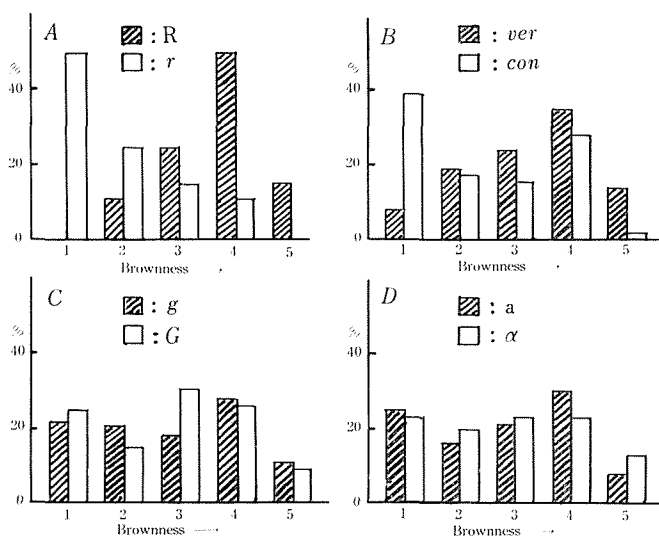 A
: R
: r
%
40
20
0
1 2 3 4 5
Brownness →
B
: ver
: con
%
40
20
0
1 2 3 4 5
Brownness →
C
: g
: G
%
40
20
0
1 2 3 4 5
Brownness →
D
: a
: α
%
40
20
0
1 2 3 4 5
Brownness →